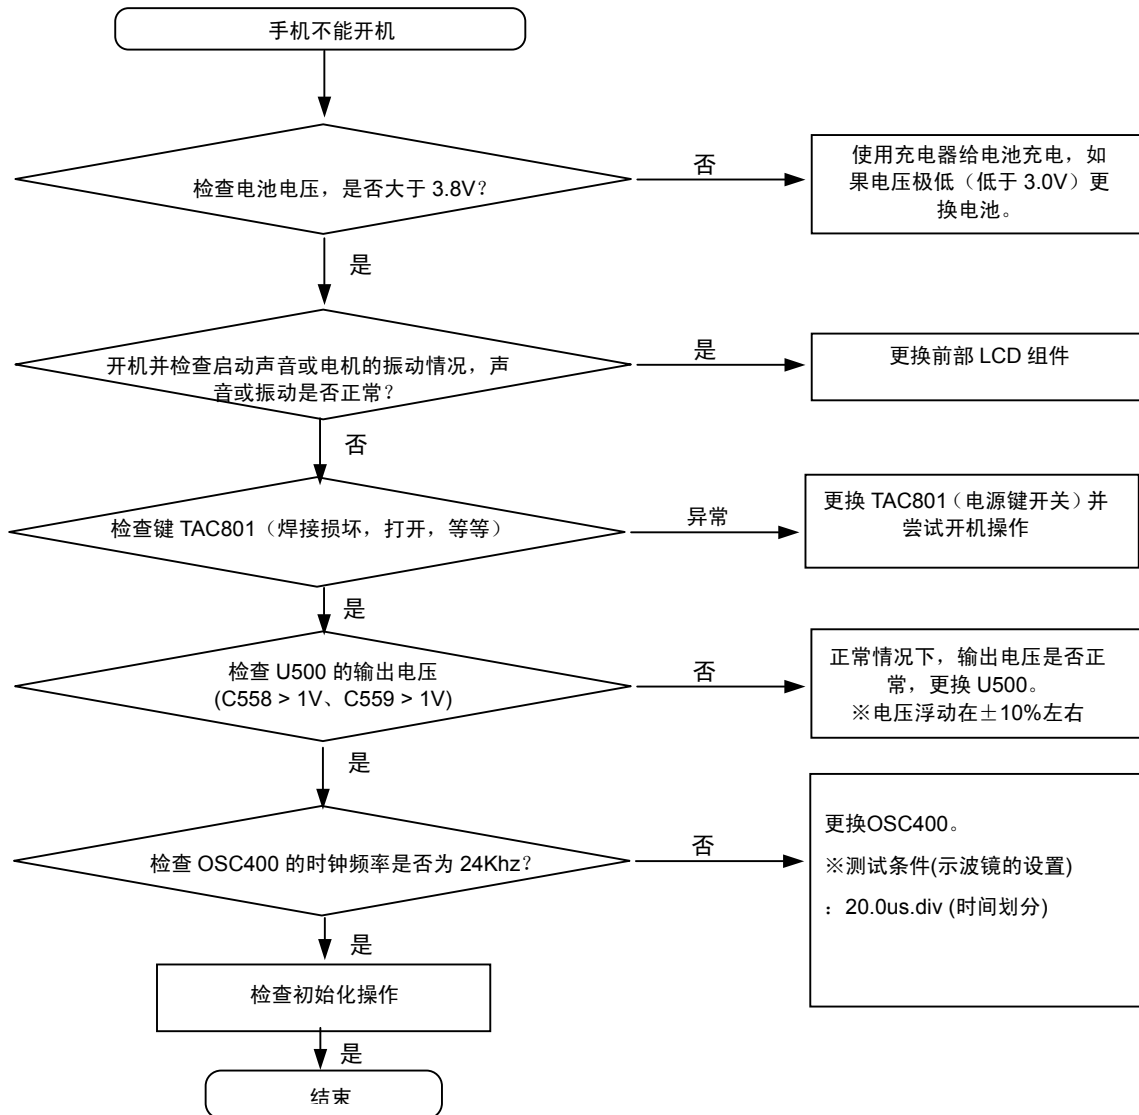 手机不能开机
检查电池电压，是否大于 3.8V？
否
使用充电器给电池充电，如
果电压极低（低于 3.0V）更
换电池。
是
开机并检查启动声音或电机的振动情况，声
音或振动是否正常？
是
更换前部 LCD 组件
否
检查键 TAC801（焊接损坏，打开，等等）
异常
更换 TAC801（电源键开关）并
尝试开机操作
是
检查 U500 的输出电压
(C558 > 1V、C559 > 1V)
否
正常情况下，输出电压是否正
常，更换 U500。
※电压浮动在±10%左右
是
检查 OSC400 的时钟频率是否为 24Khz？
否
更换OSC400。
※测试条件(示波镜的设置)
：20.0us.div (时间划分)
是
检查初始化操作
是
结束